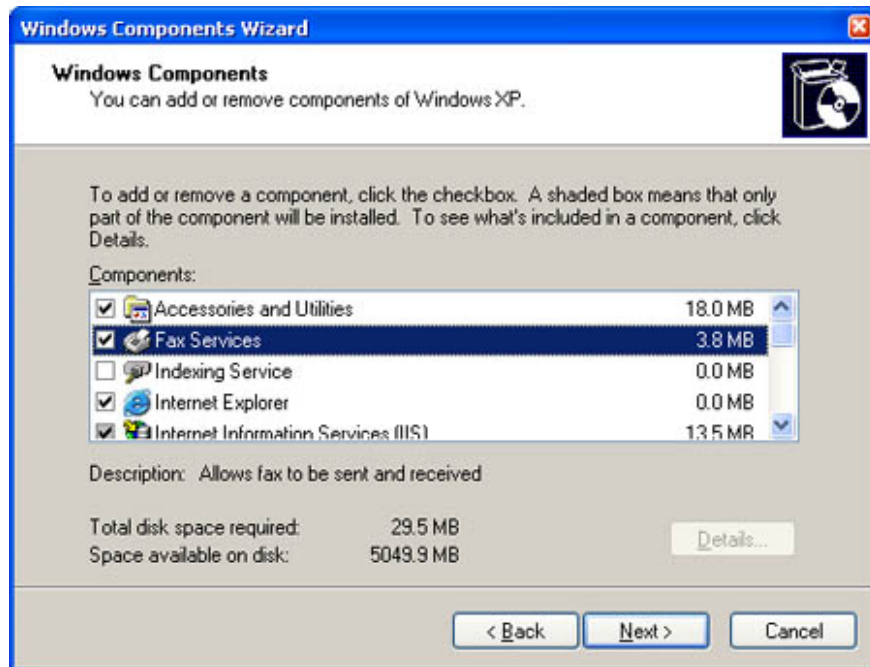 Windows Components Wizard
Windows Components
You can add or remove components of Windows XP.
To add or remove a component, click the checkbox. A shaded box means that only
part of the component will be installed. To see what's included in a component, click
Details.
Components:
Accessories and Utilities 18.0 MB
Fax Services 3.8 MB
Indexing Service 0.0 MB
Internet Explorer 0.0 MB
Internet Information Services (IIS) 13.5 MB
Description: Allows fax to be sent and received
Total disk space required: 29.5 MB
Space available on disk: 5049.9 MB
Details...
< Back Next > Cancel